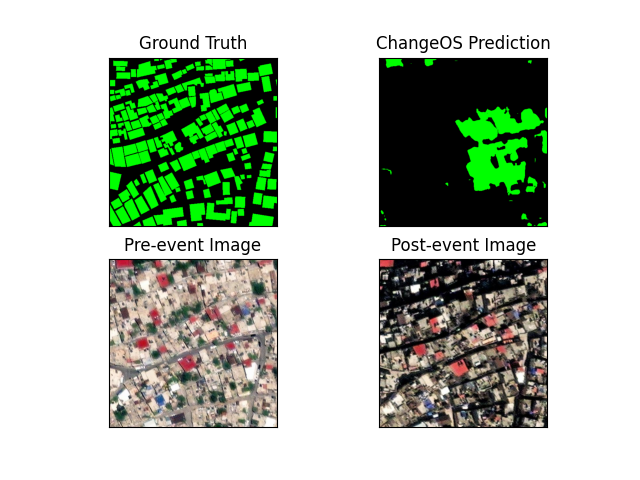 Ground Truth
ChangeOS Prediction
Pre-event Image
Post-event Image